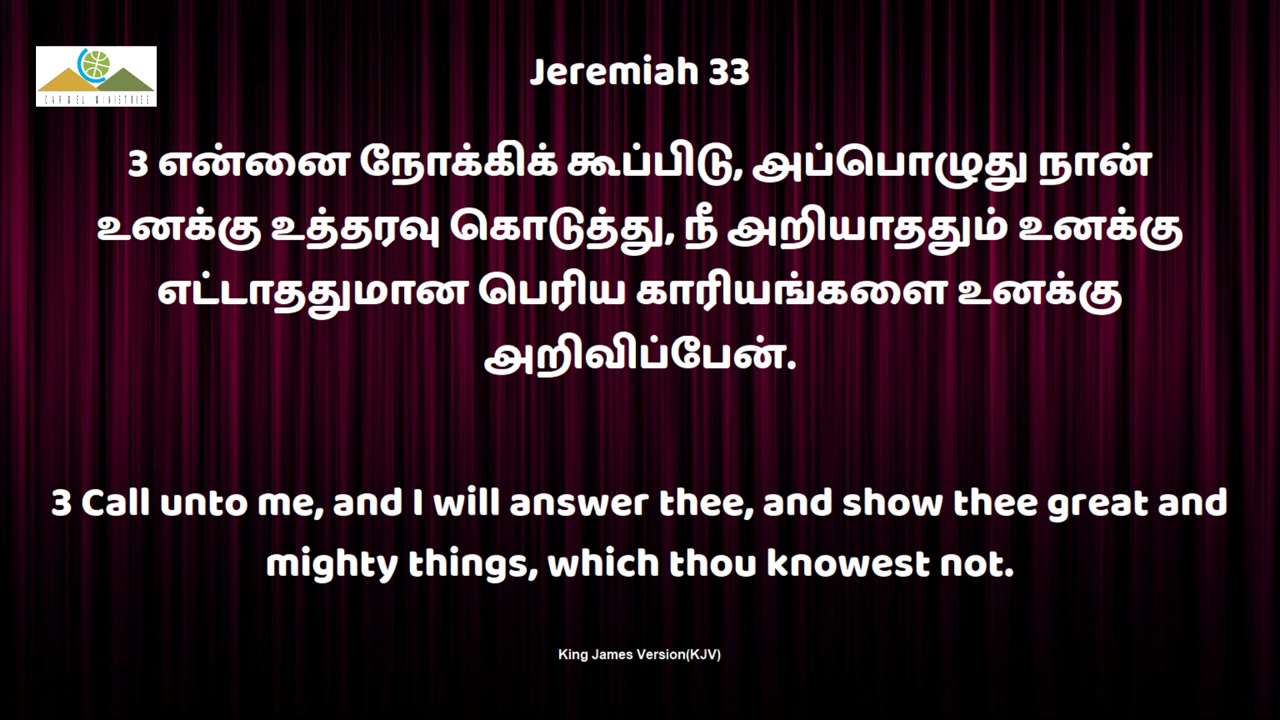 CARMEL MINISTRIES
Jeremiah 33
3 என்னை நோக்கிக் கூப்பிடு, அப்பொழுது நான்
உனக்கு உத்தரவு கொடுத்து, நீ அறியாததும் உனக்கு
எட்டாததுமான பெரிய காரியங்களை உனக்கு
அறிவிப்பேன்.
3 Call unto me, and I will answer thee, and show thee great and
mighty things, which thou knowest not.
King James Version(KJV)